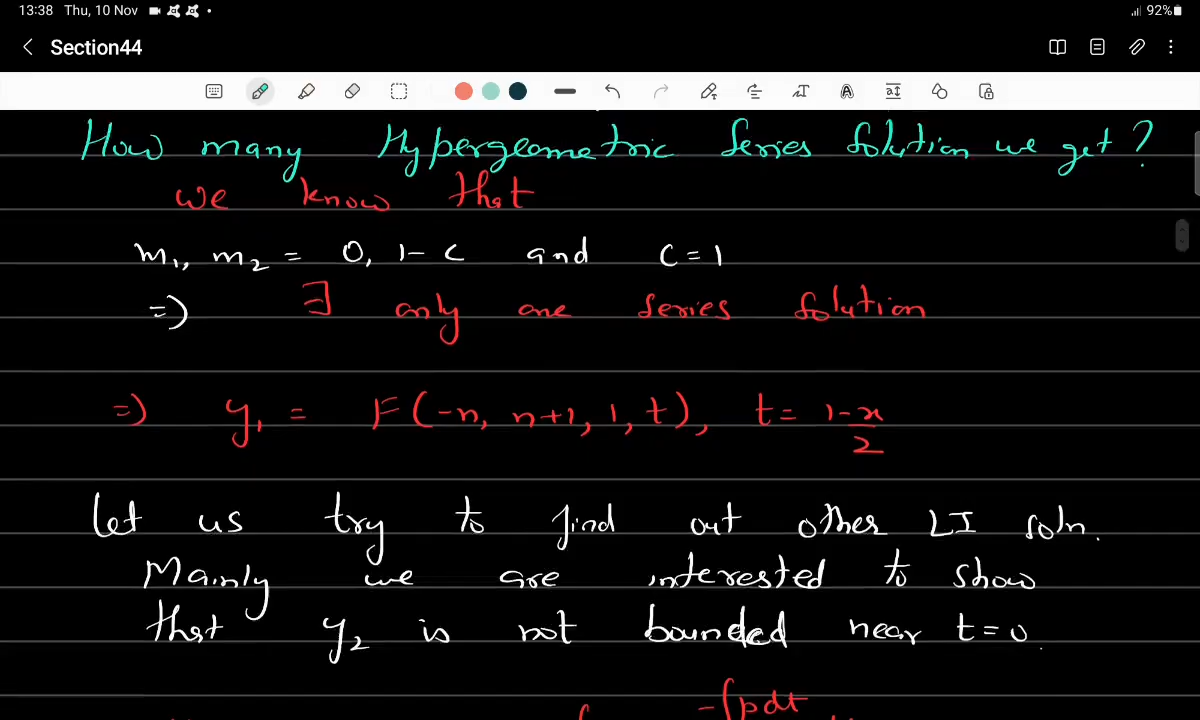 13:38 Thu, 10 Nov
92%
Section44
How many Hypergeometric Series Solution we get?
we know that
m₁, m₂ = 0, 1-c and c=1
=> ∃ only one series solution
=> y₁ = F(-n, n+1, 1, t), t = (1-x)/2
Let us try to find out other LI soln.
Mainly we are interested to show
that y₂ is not bounded near t=0.
-∫pdt